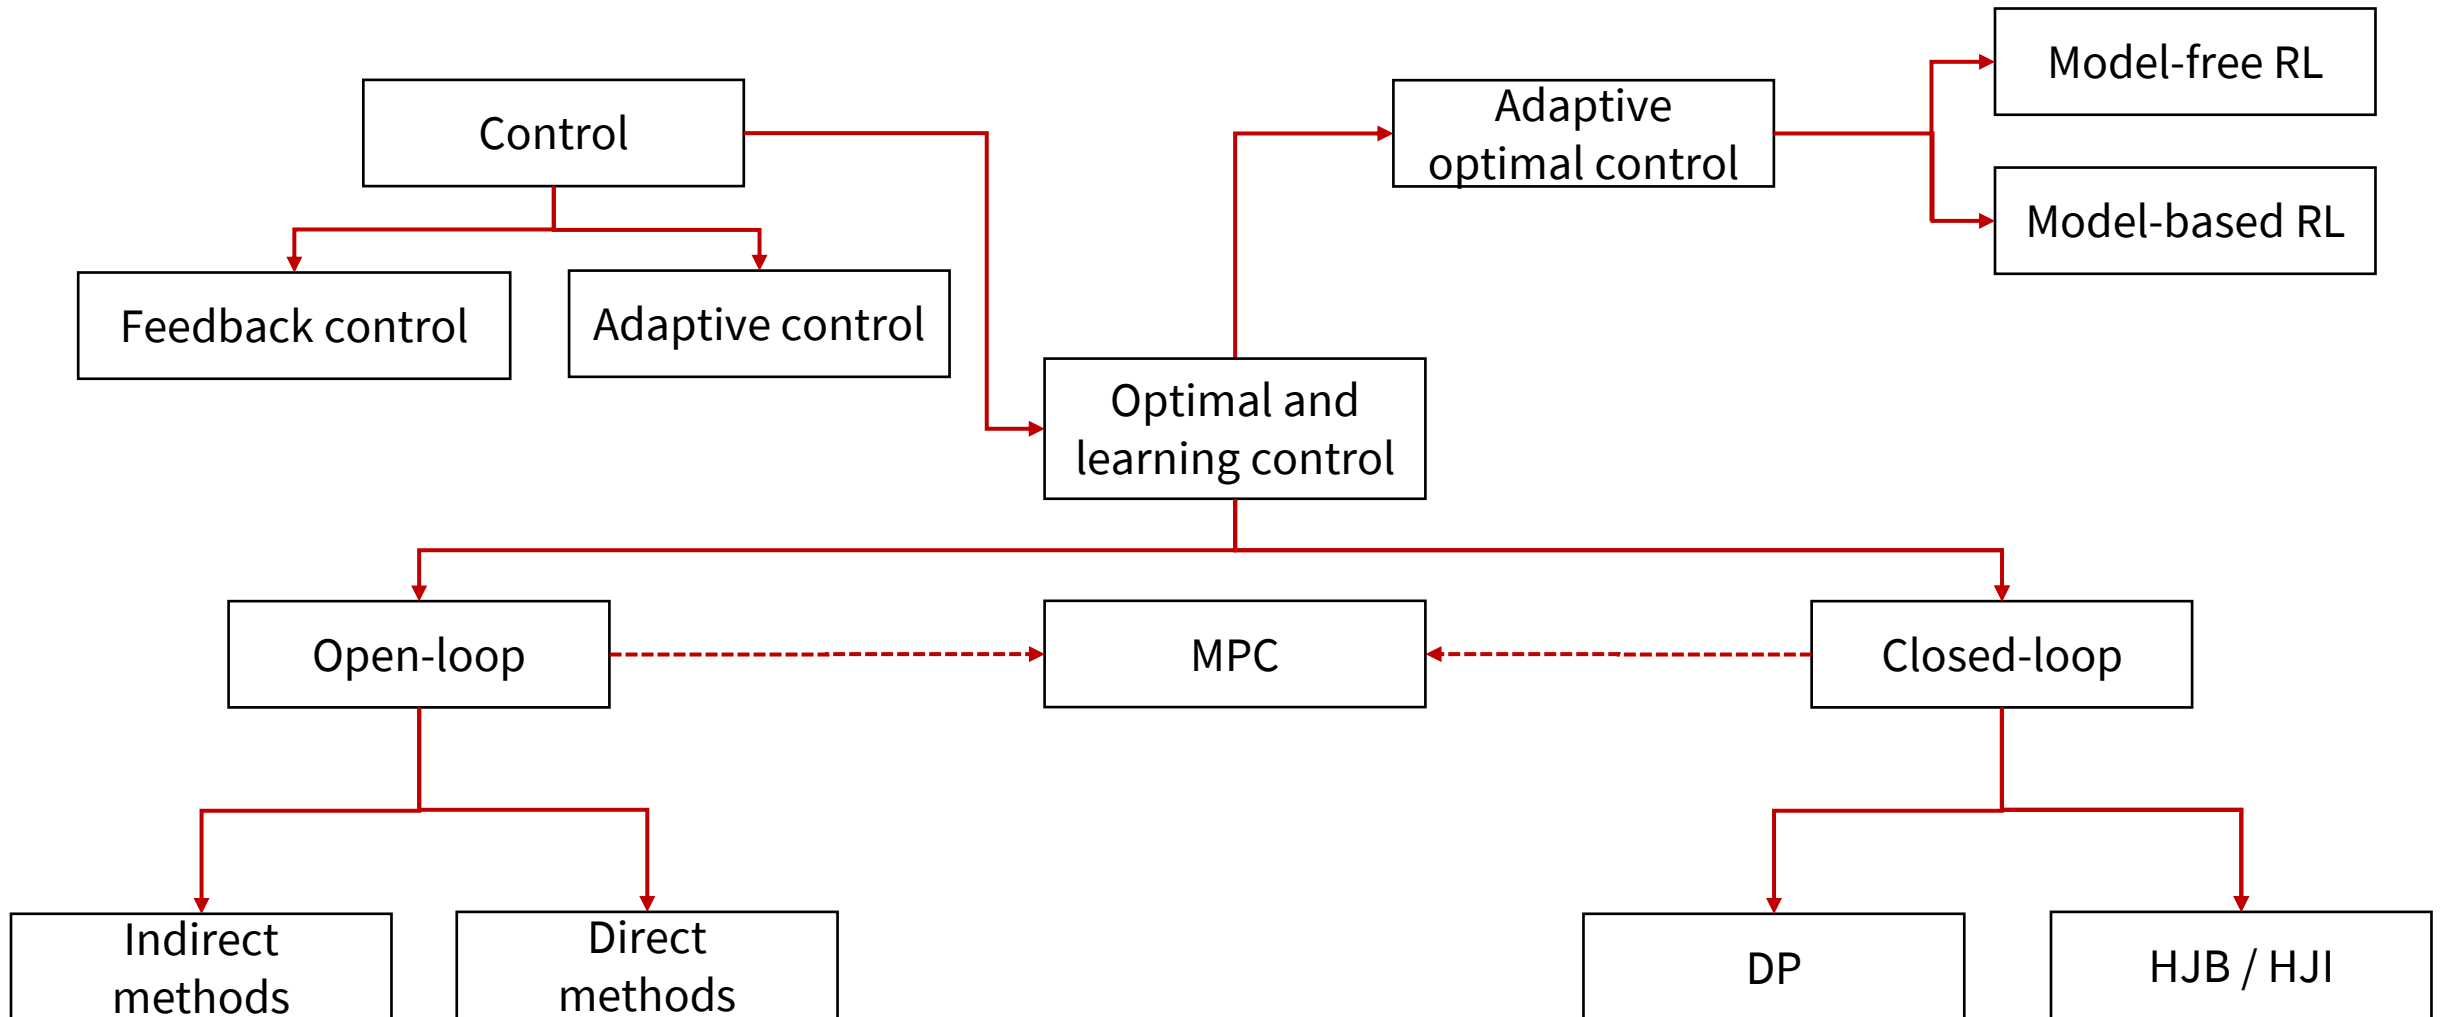 Model-free RL
Control
Adaptive
optimal control
Model-based RL
Feedback control
Adaptive control
Optimal and
learning control
Open-loop
MPC
Closed-loop
Indirect
methods
Direct
methods
DP
HJB / HJI